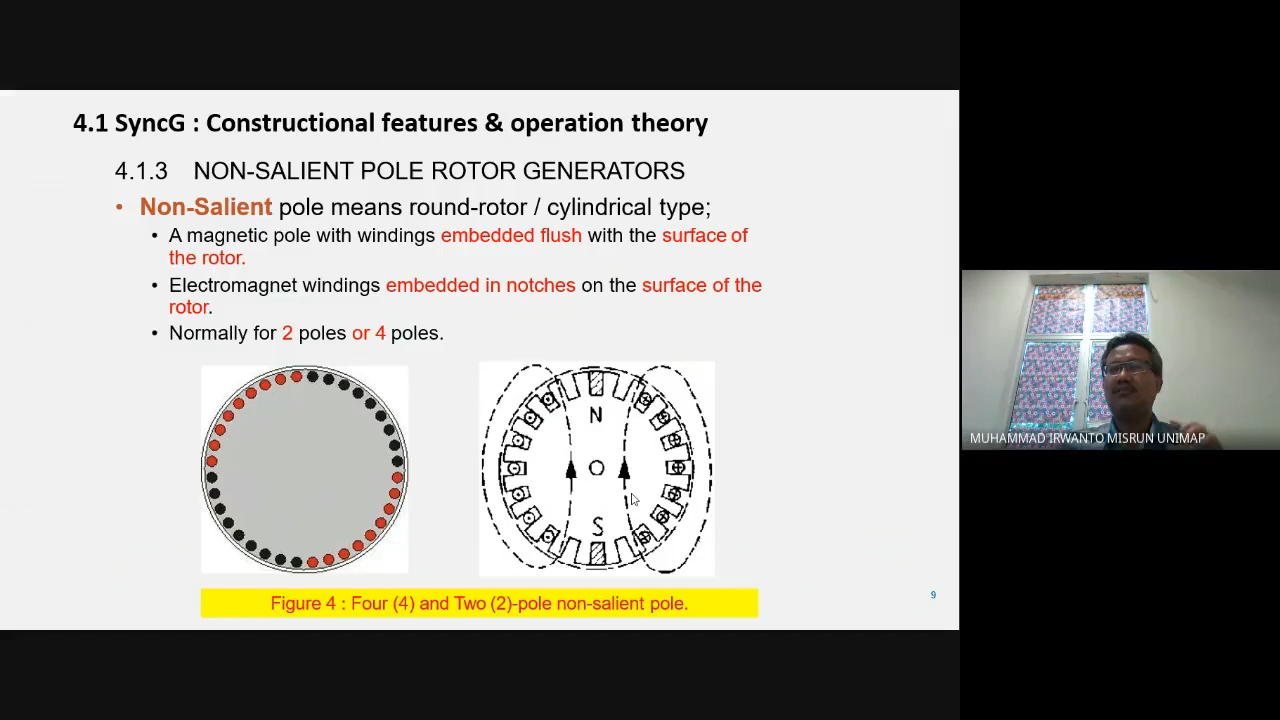 4.1 SyncG : Constructional features & operation theory
4.1.3 NON-SALIENT POLE ROTOR GENERATORS
• Non-Salient pole means round-rotor / cylindrical type;
• A magnetic pole with windings embedded flush with the surface of
the rotor.
• Electromagnet windings embedded in notches on the surface of the
rotor.
• Normally for 2 poles or 4 poles.
N
S
Figure 4 : Four (4) and Two (2)-pole non-salient pole.
9
MUHAMMAD IRWANTO MISRUN UNIMAP